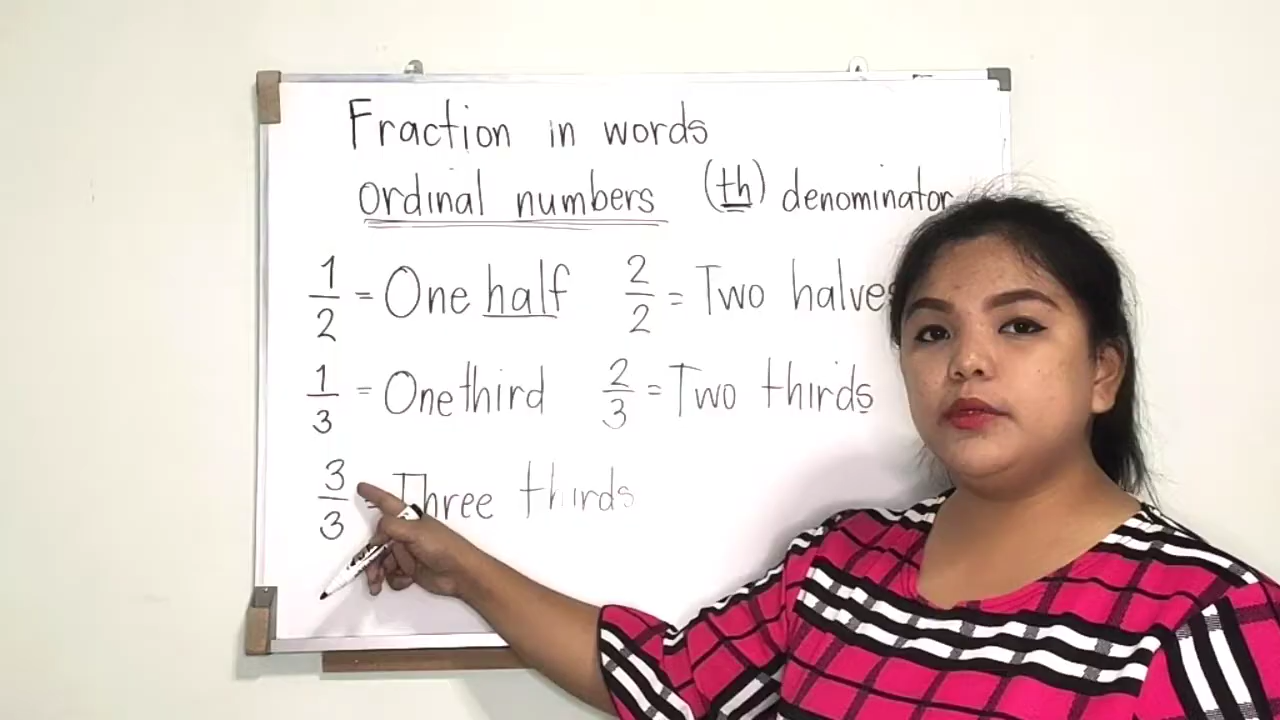 Fraction in words
Ordinal numbers (th) denominator
1/2 = One half 2/2 = Two halves
1/3 = One third 2/3 = Two thirds
3/3 = Three thirds